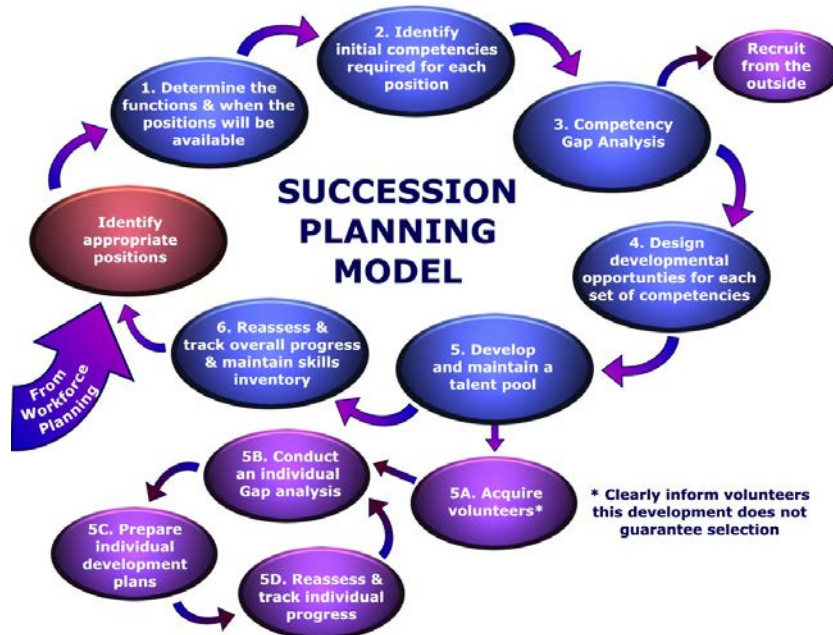 SUCCESSION
PLANNING
MODEL
From
Workforce
Planning
Identify
appropriate
positions
1. Determine the
functions & when the
positions will be
available
2. Identify
initial competencies
required for each
position
3. Competency
Gap Analysis
Recruit
from the
outside
4. Design
developmental
opportunties for each
set of competencies
5. Develop
and maintain a
talent pool
6. Reassess &
track overall progress
& maintain skills
inventory
5A. Acquire
volunteers*
5B. Conduct
an individual
Gap analysis
5C. Prepare
individual
development
plans
5D. Reassess &
track individual
progress
* Clearly inform volunteers
this development does not
guarantee selection